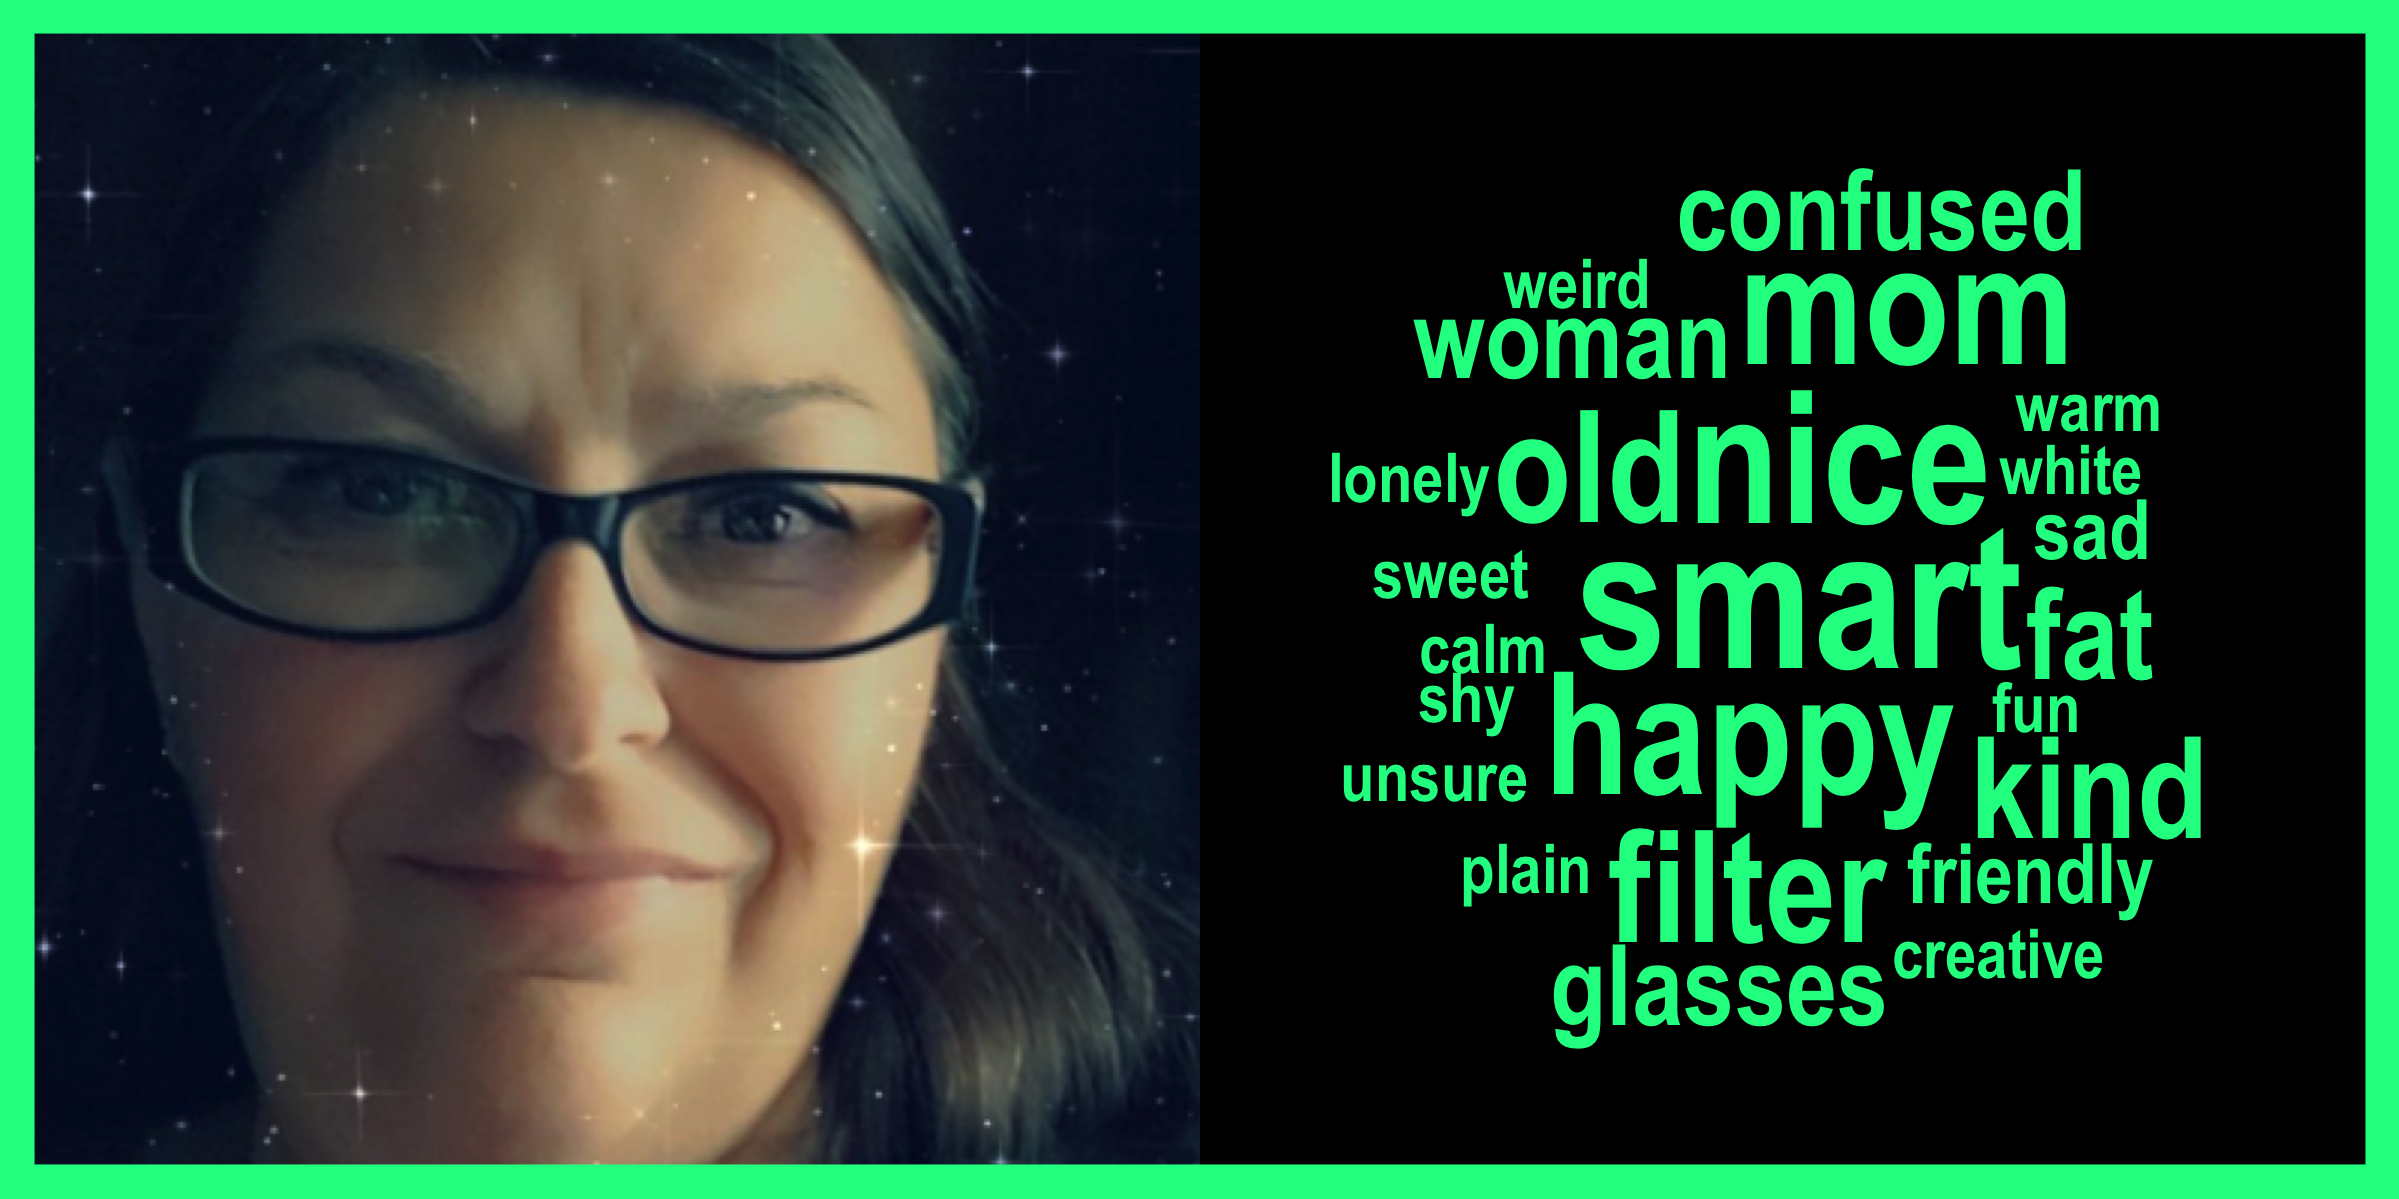 confused
weird
mom
woman
warm
old
nice
lonely
white
sad
sweet
smart
fat
calm
shy
happy
fun
unsure
kind
plain
filter
friendly
creative
glasses